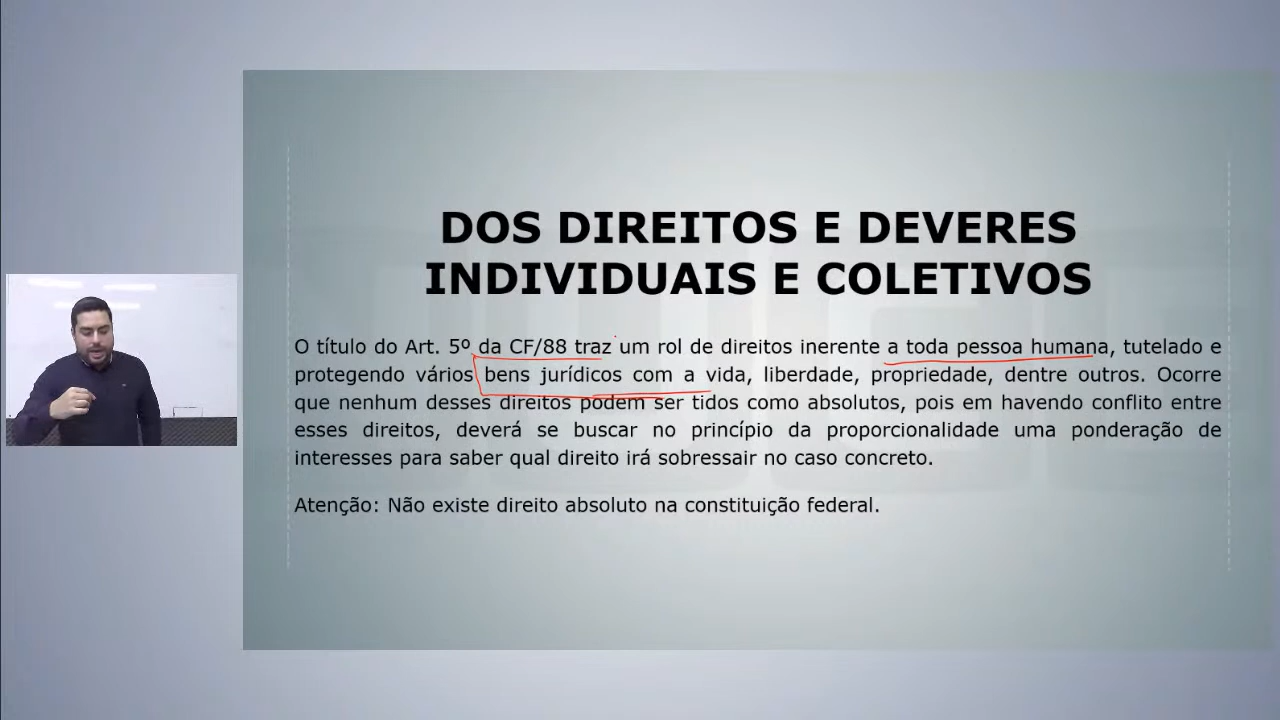 DOS DIREITOS E DEVERES
INDIVIDUAIS E COLETIVOS
O título do Art. 5º da CF/88 traz um rol de direitos inerente a toda pessoa humana, tutelado e
protegendo vários bens jurídicos com a vida, liberdade, propriedade, dentre outros. Ocorre
que nenhum desses direitos podem ser tidos como absolutos, pois em havendo conflito entre
esses direitos, deverá se buscar no princípio da proporcionalidade uma ponderação de
interesses para saber qual direito irá sobressair no caso concreto.
Atenção: Não existe direito absoluto na constituição federal.